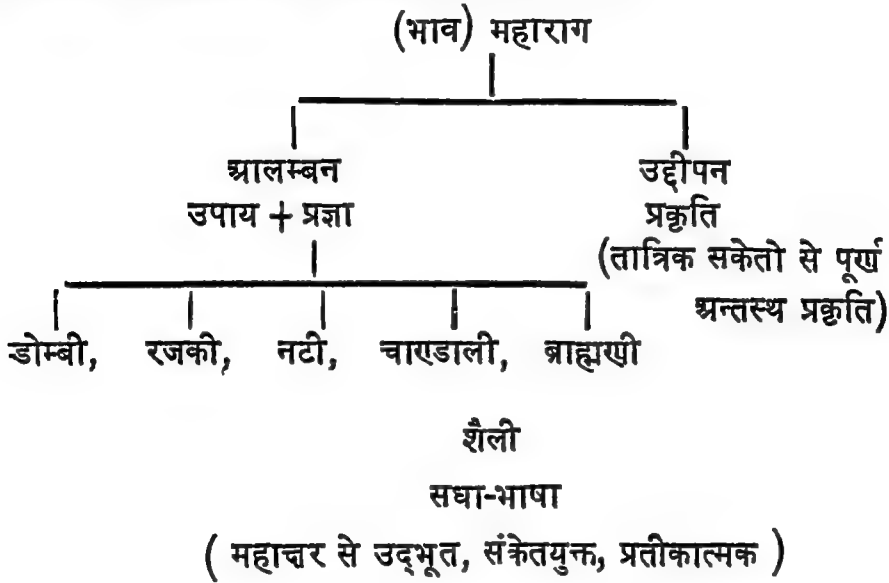 (भाव) महाराग
आलम्बन
उपाय + प्रज्ञा
उद्दीपन
प्रकृति
(तात्रिक सकेतो से पूर्ण
अन्तस्थ प्रकृति)
डोम्बी, रजकी, नटी, चाण्डाली, ब्राह्मणी
शैली
सधा-भाषा
( महाक्षर से उद्भूत, संकेतयुक्त, प्रतीकात्मक )